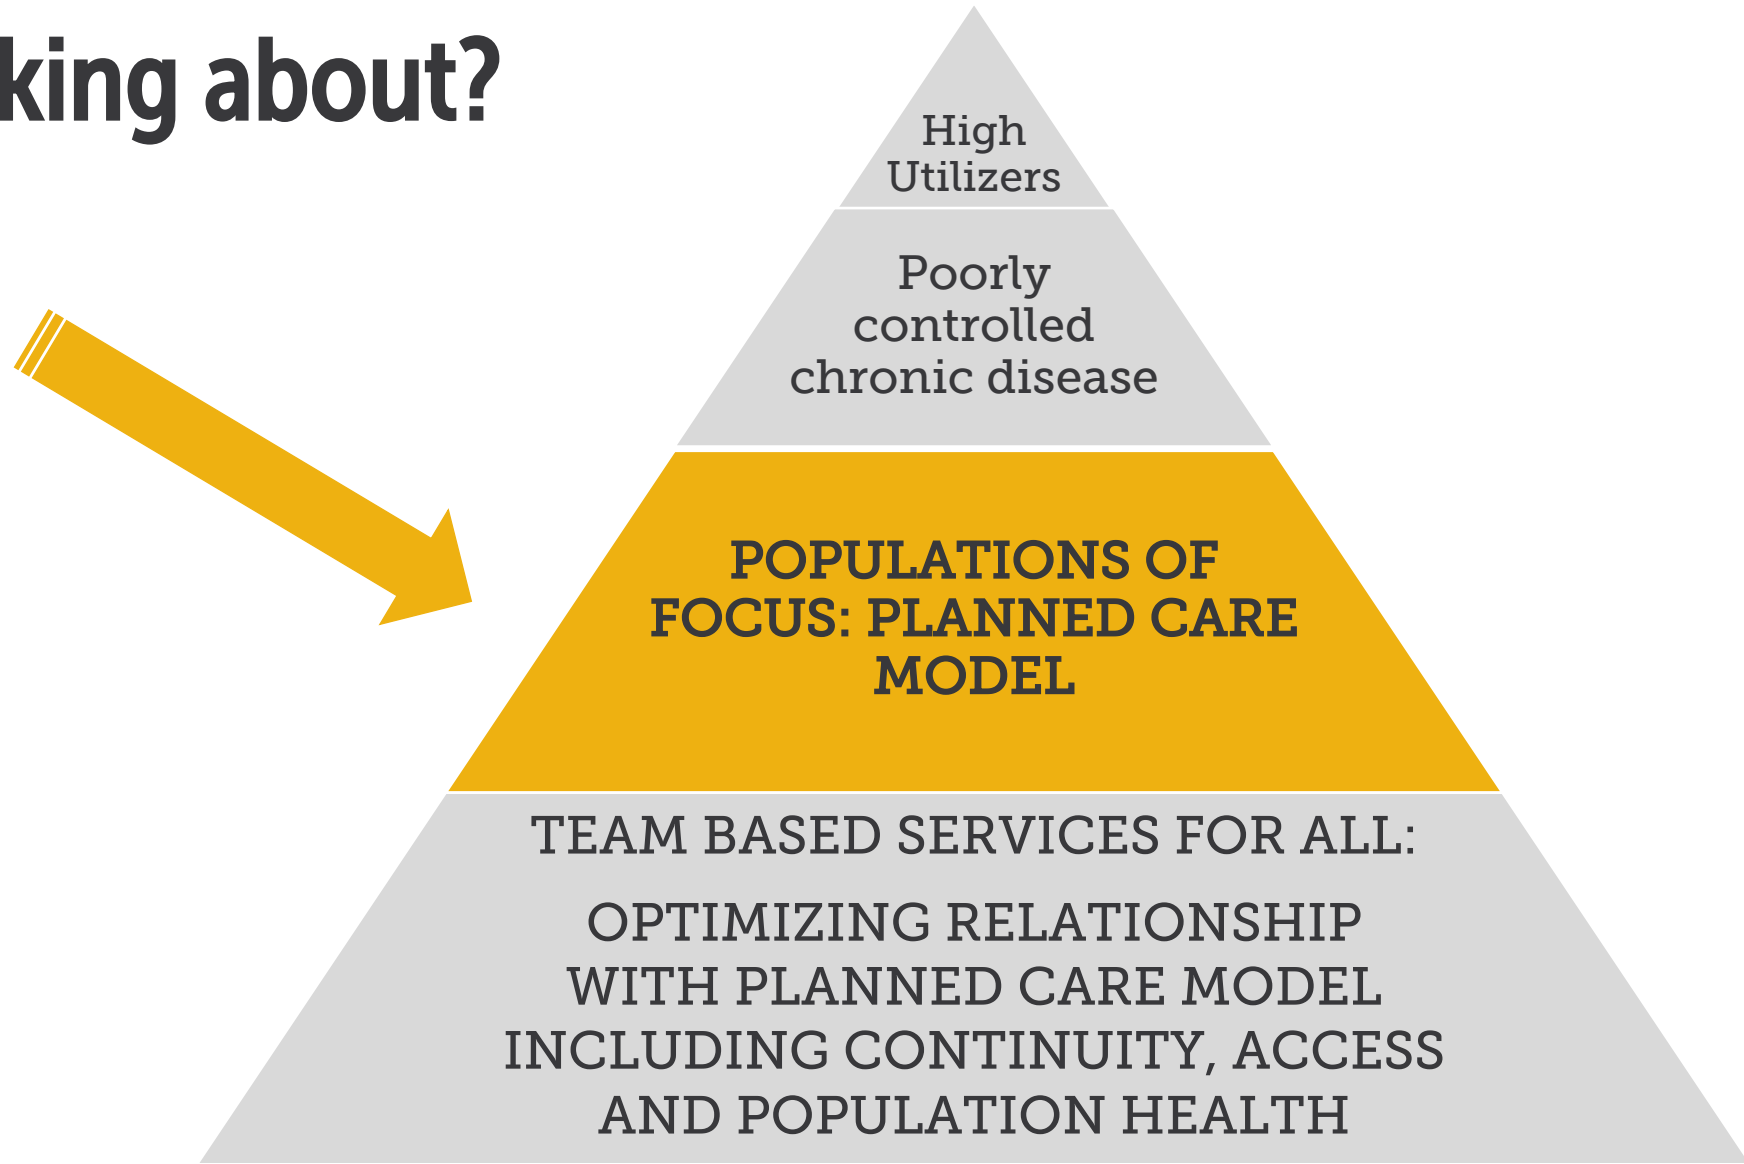 king about?
High
Utilizers
Poorly
controlled
chronic disease
POPULATIONS OF
FOCUS: PLANNED CARE
MODEL
TEAM BASED SERVICES FOR ALL:
OPTIMIZING RELATIONSHIP
WITH PLANNED CARE MODEL
INCLUDING CONTINUITY, ACCESS
AND POPULATION HEALTH